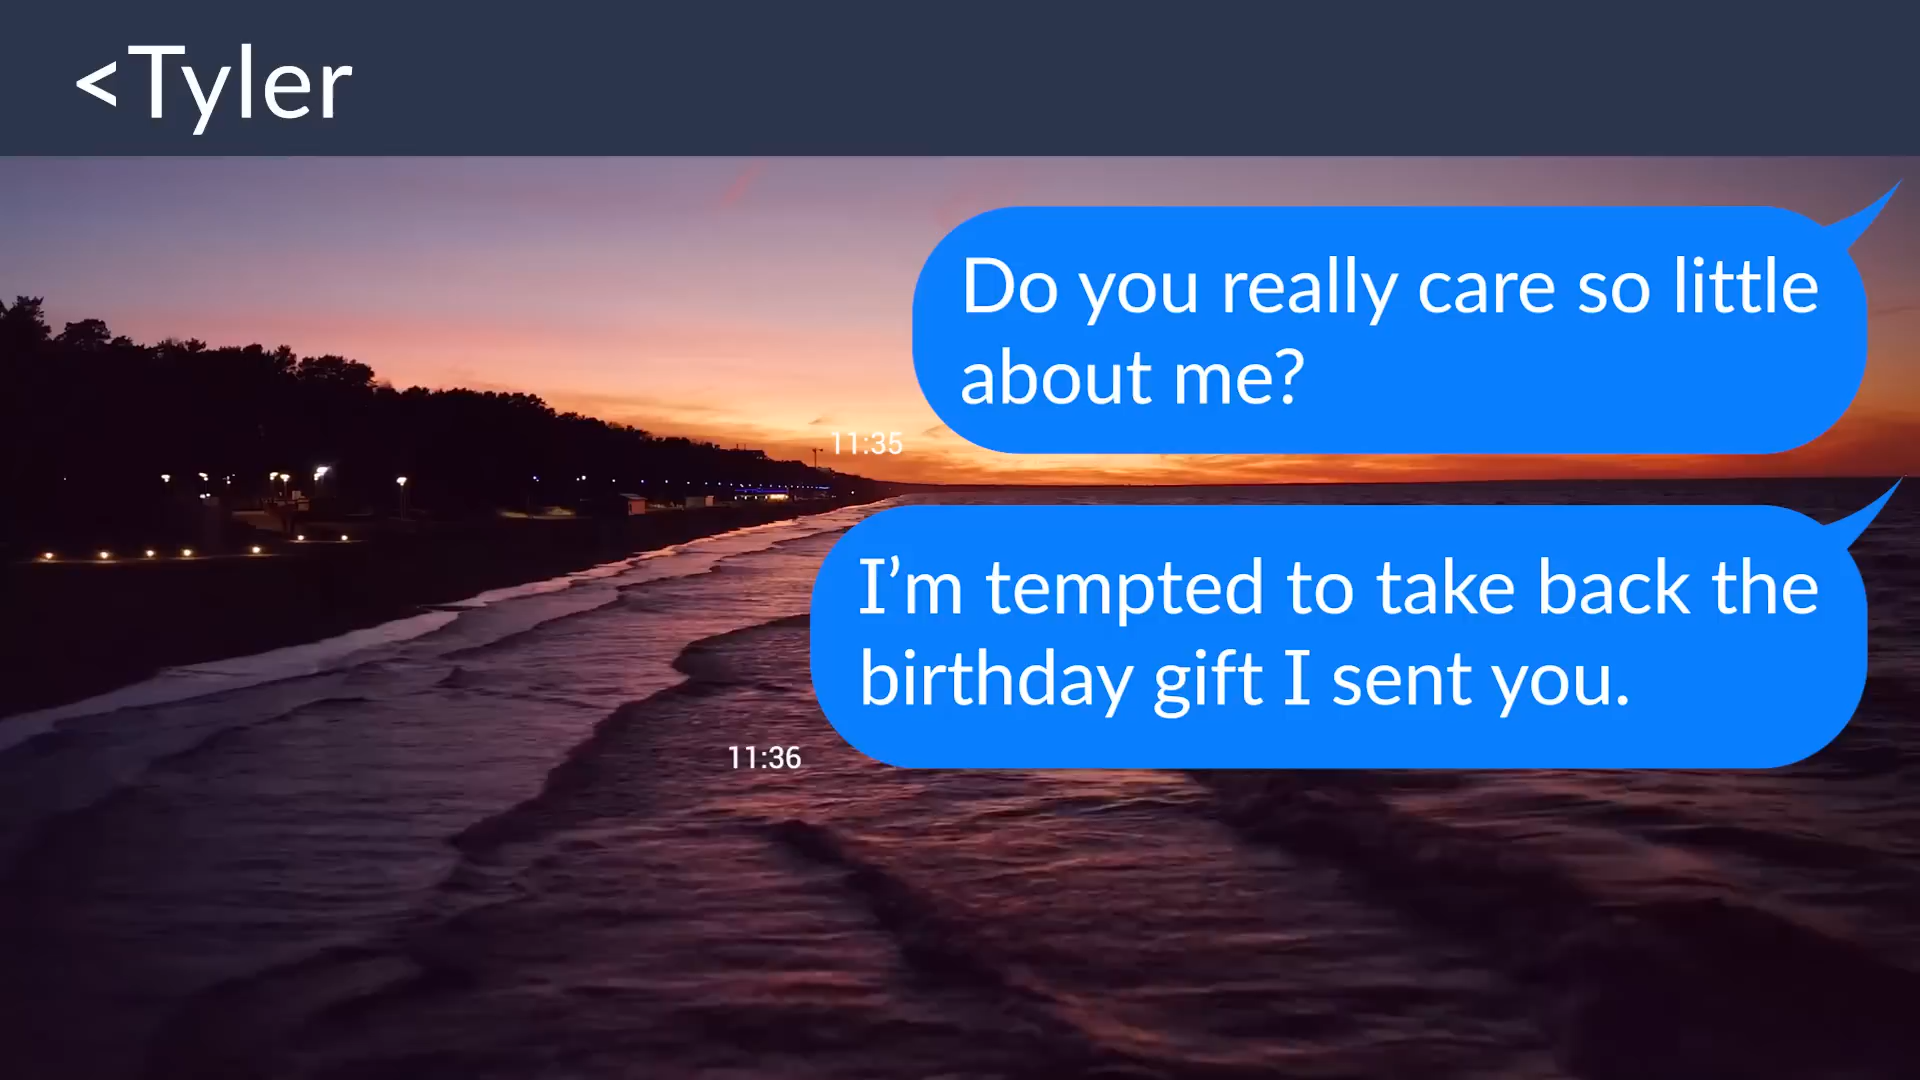 <Tyler
Do you really care so little
about me?
11:35
I’m tempted to take back the
birthday gift I sent you.
11:36